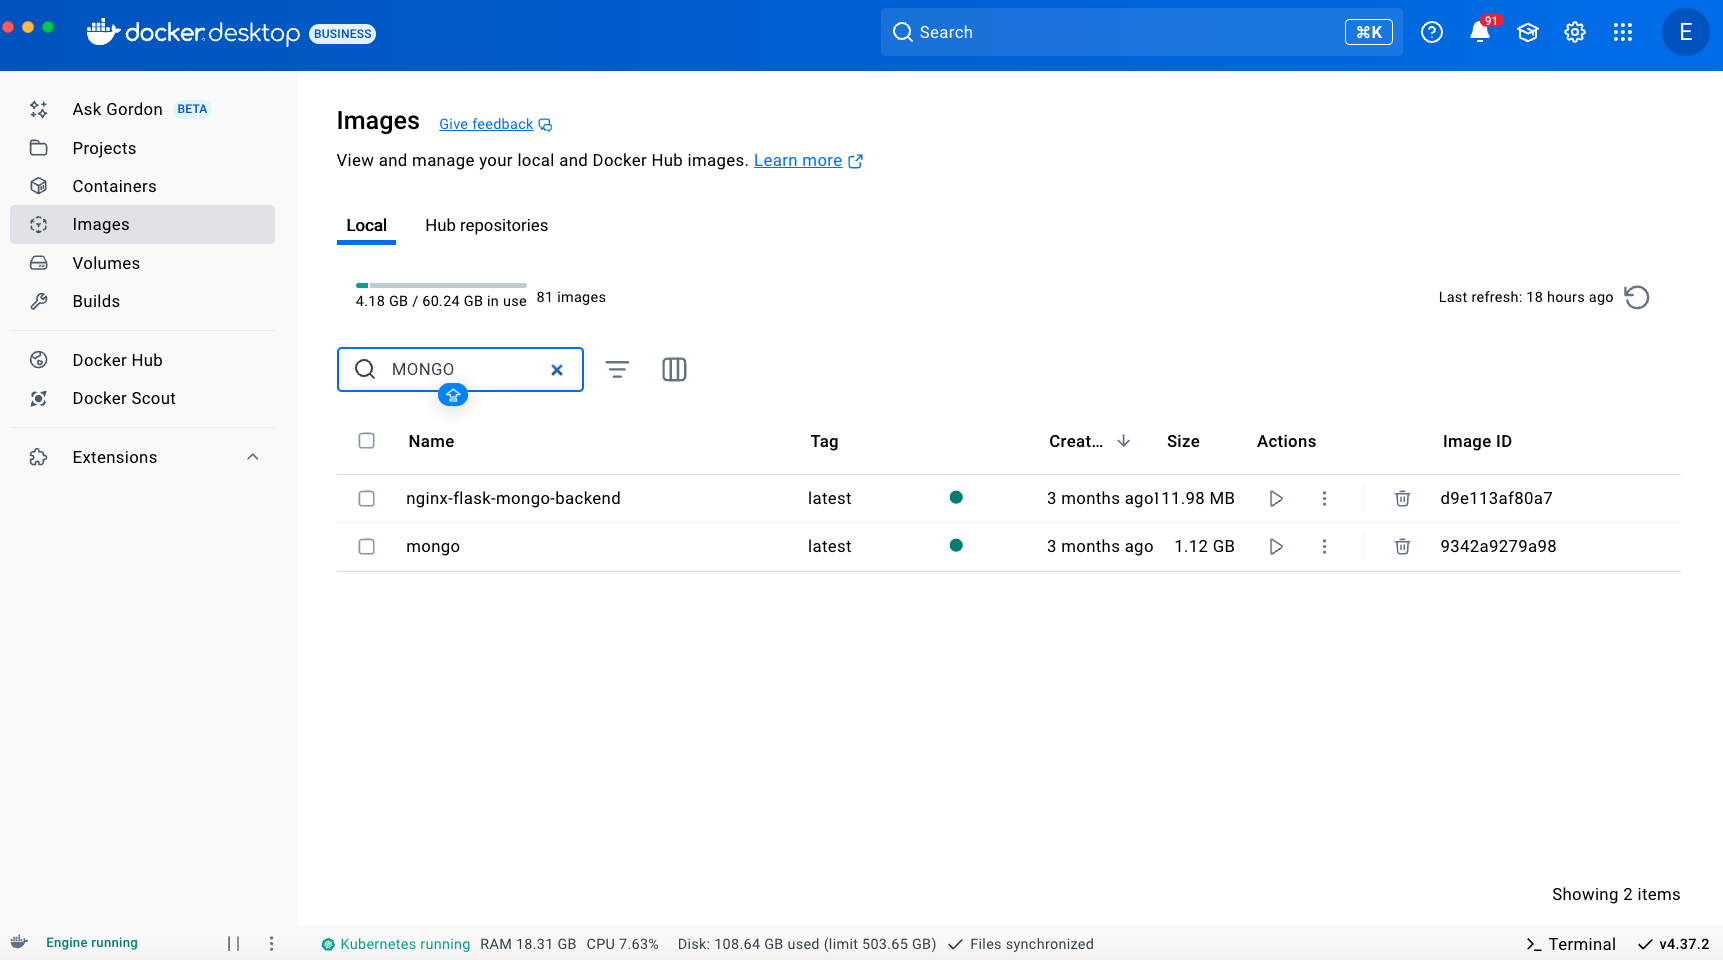 docker.desktop BUSINESS
Search ⌘K
91
E
Ask Gordon BETA
Projects
Containers
Images
Volumes
Builds
Docker Hub
Docker Scout
Extensions
Images Give feedback
View and manage your local and Docker Hub images. Learn more
Local Hub repositories
4.18 GB / 60.24 GB in use 81 images
Last refresh: 18 hours ago
MONGO
Name Tag Creat... Size Actions Image ID
nginx-flask-mongo-backend latest 3 months ago 111.98 MB d9e113af80a7
mongo latest 3 months ago 1.12 GB 9342a9279a98
Showing 2 items
Engine running
Kubernetes running RAM 18.31 GB CPU 7.63% Disk: 108.64 GB used (limit 503.65 GB) Files synchronized
Terminal v4.37.2